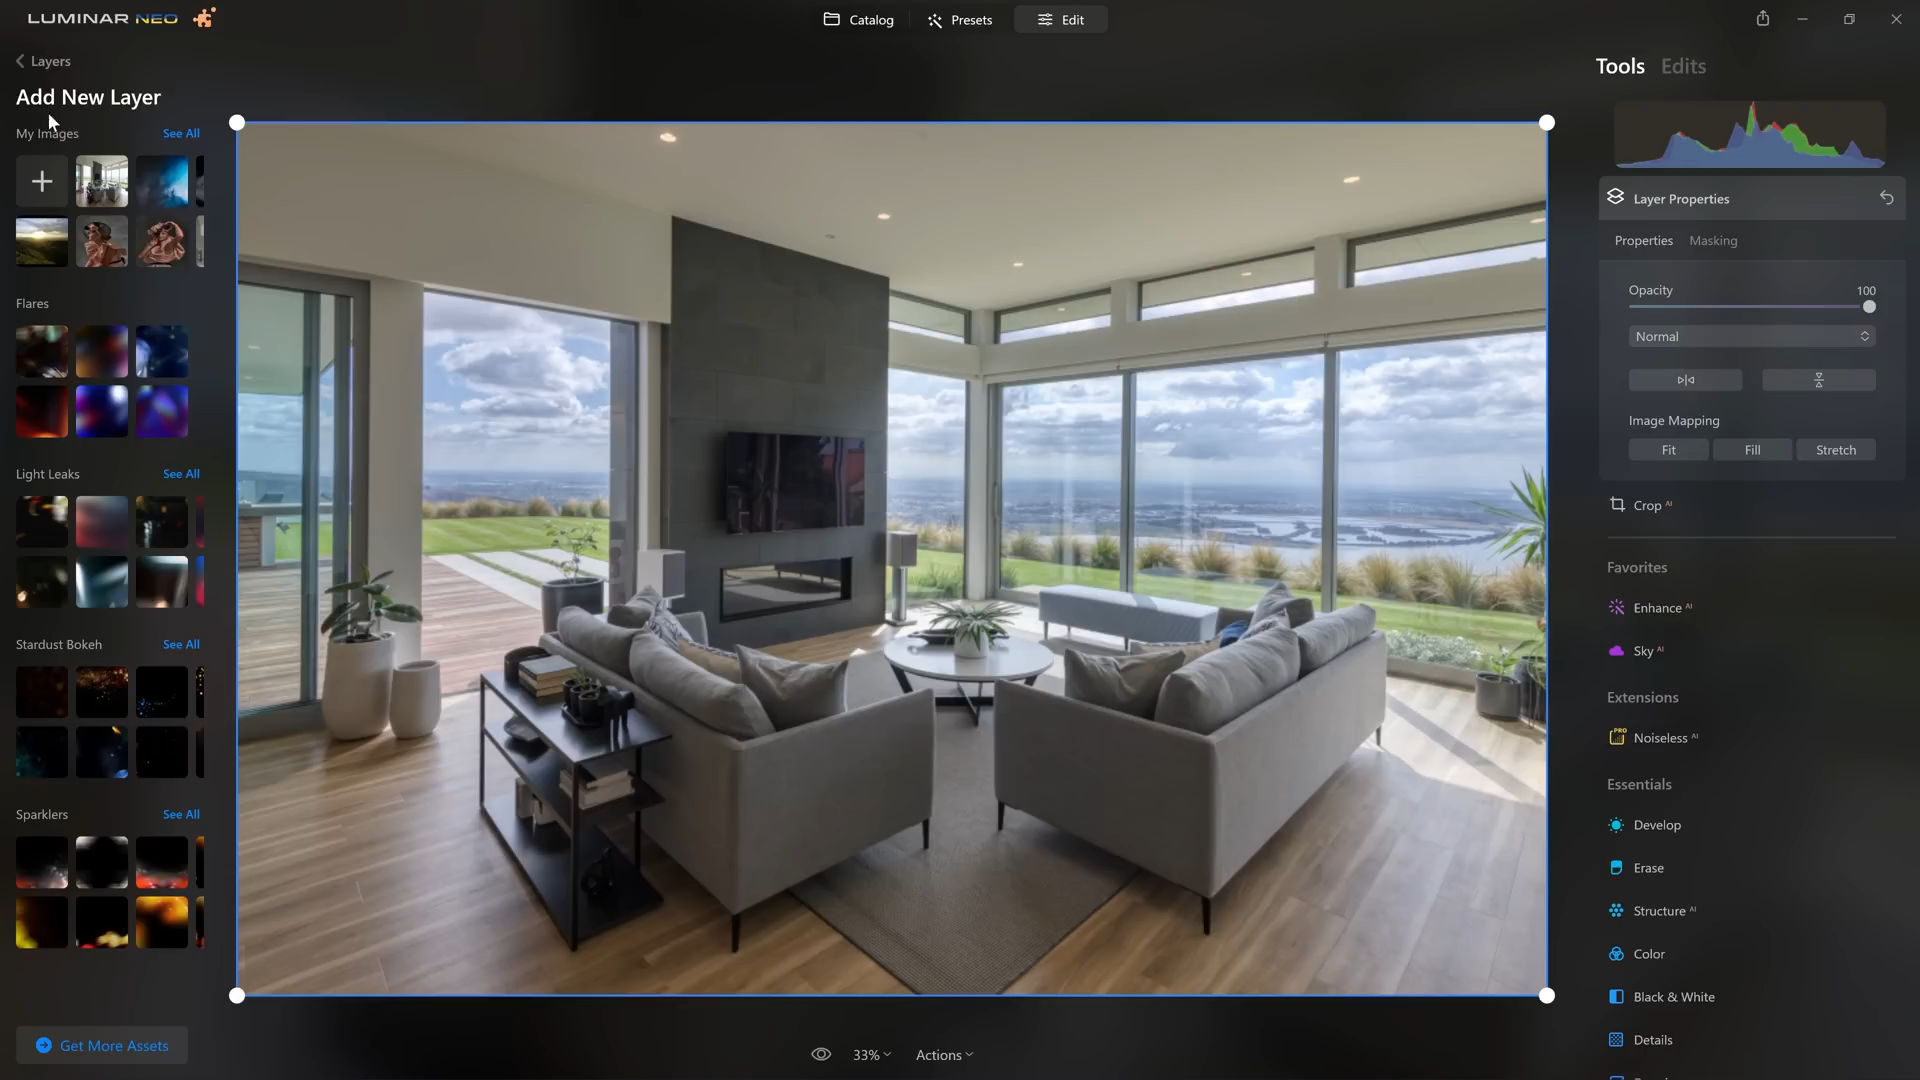 LUMINAR NEO
Catalog
Presets
Edit
Layers
Add New Layer
My Images
See All
Flares
Light Leaks
See All
Stardust Bokeh
See All
Sparklers
See All
Get More Assets
33%
Actions
Tools
Edits
Layer Properties
Properties
Masking
Opacity
100
Normal
Image Mapping
Fit
Fill
Stretch
Crop AI
Favorites
Enhance AI
Sky AI
Extensions
PRO
Noiseless AI
Essentials
Develop
Erase
Structure AI
Color
Black & White
Details